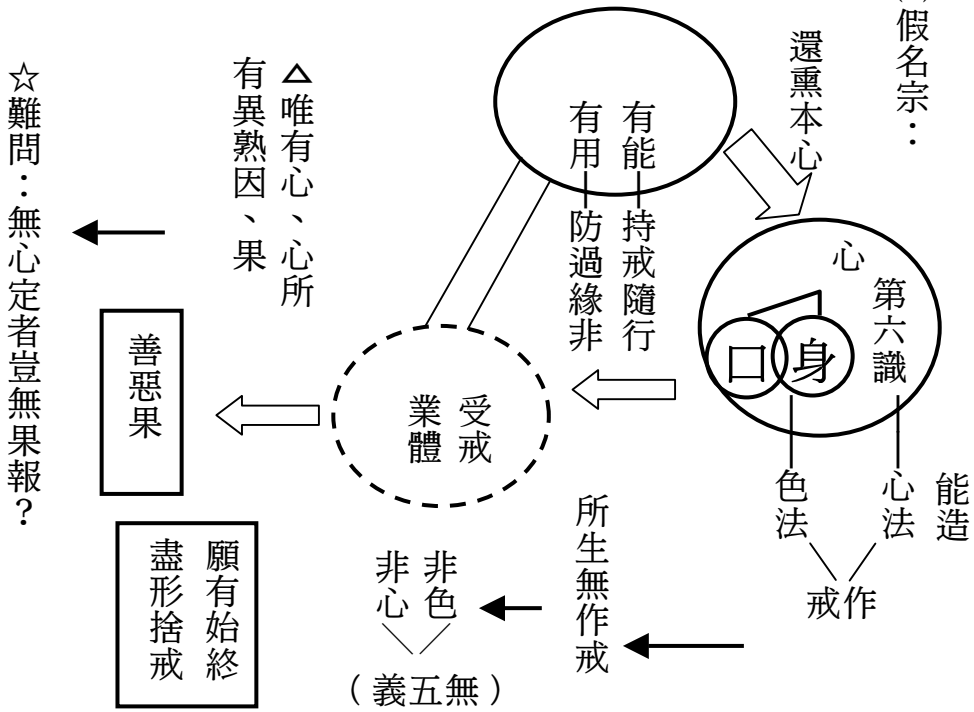 假名宗：
還熏本心
心
第六識
身
口
能造
心法
色法
作戒
有能—持戒隨行
有用—防過緣非
受戒
業體
所生無作戒
非色
非心
（無五義）
△唯有心、心所
有異熟因、果
善惡果
願有始終
盡形捨戒
☆難問：無心定者豈無果報？